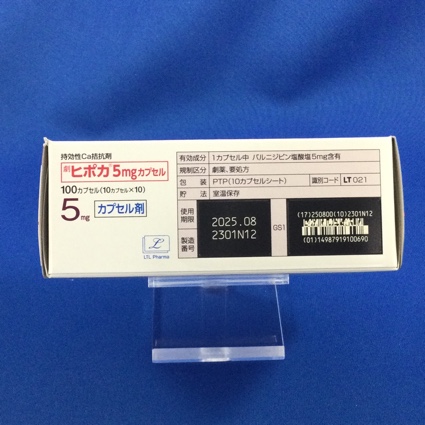 持効性Ca拮抗剤
劇 ヒポカ® 5mgカプセル
100カプセル(10カプセル×10)
5mg カプセル剤
LTL Pharma
有効成分 1カプセル中 バルニジピン塩酸塩5mg含有
規制区分 劇薬、要処方
包 装 PTP(10カプセルシート) 識別コード LT 021
貯 法 室温保存
使用期限 2025.08
製造番号 2301N12
GS1
(17)250800(10)2301N12
(01)14987919100690